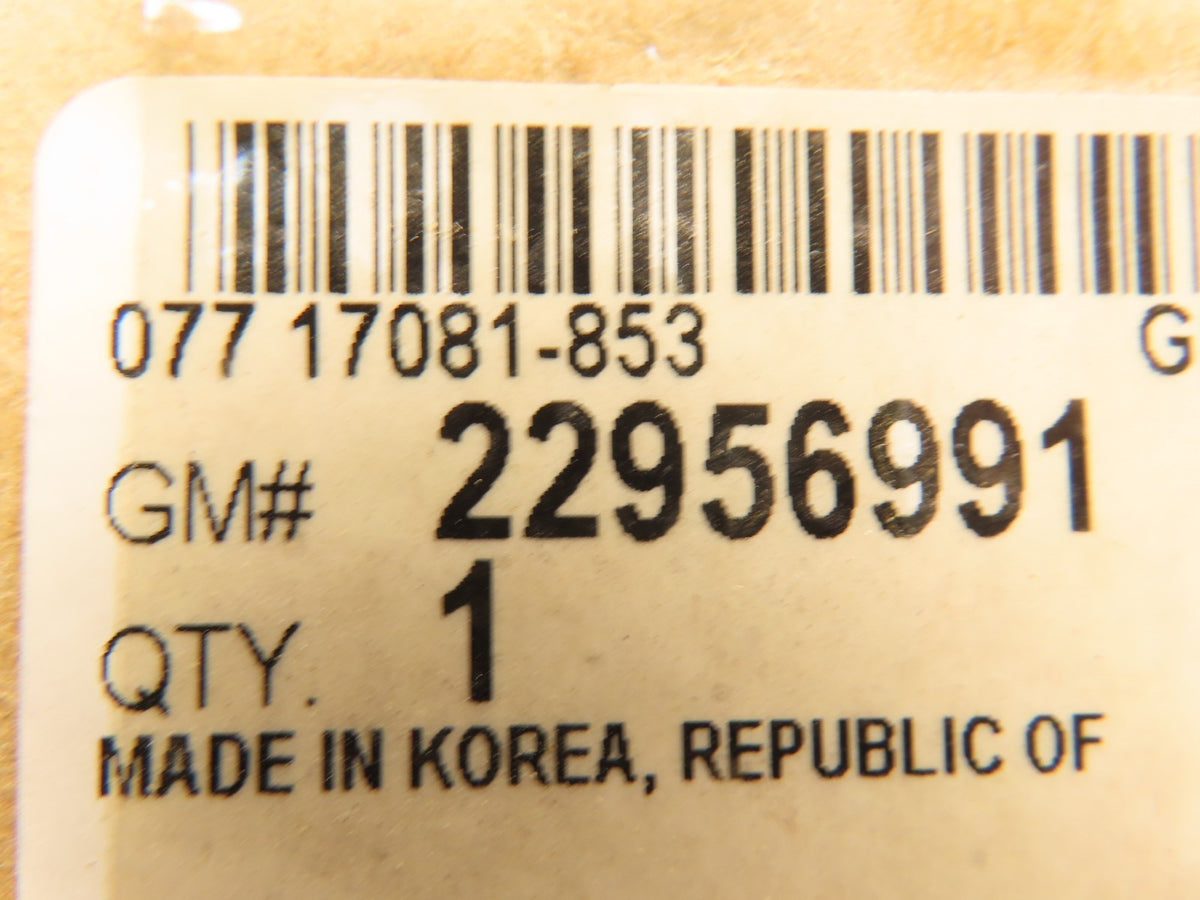 077 17081-853 G
GM# 22956991
QTY. 1
MADE IN KOREA, REPUBLIC OF